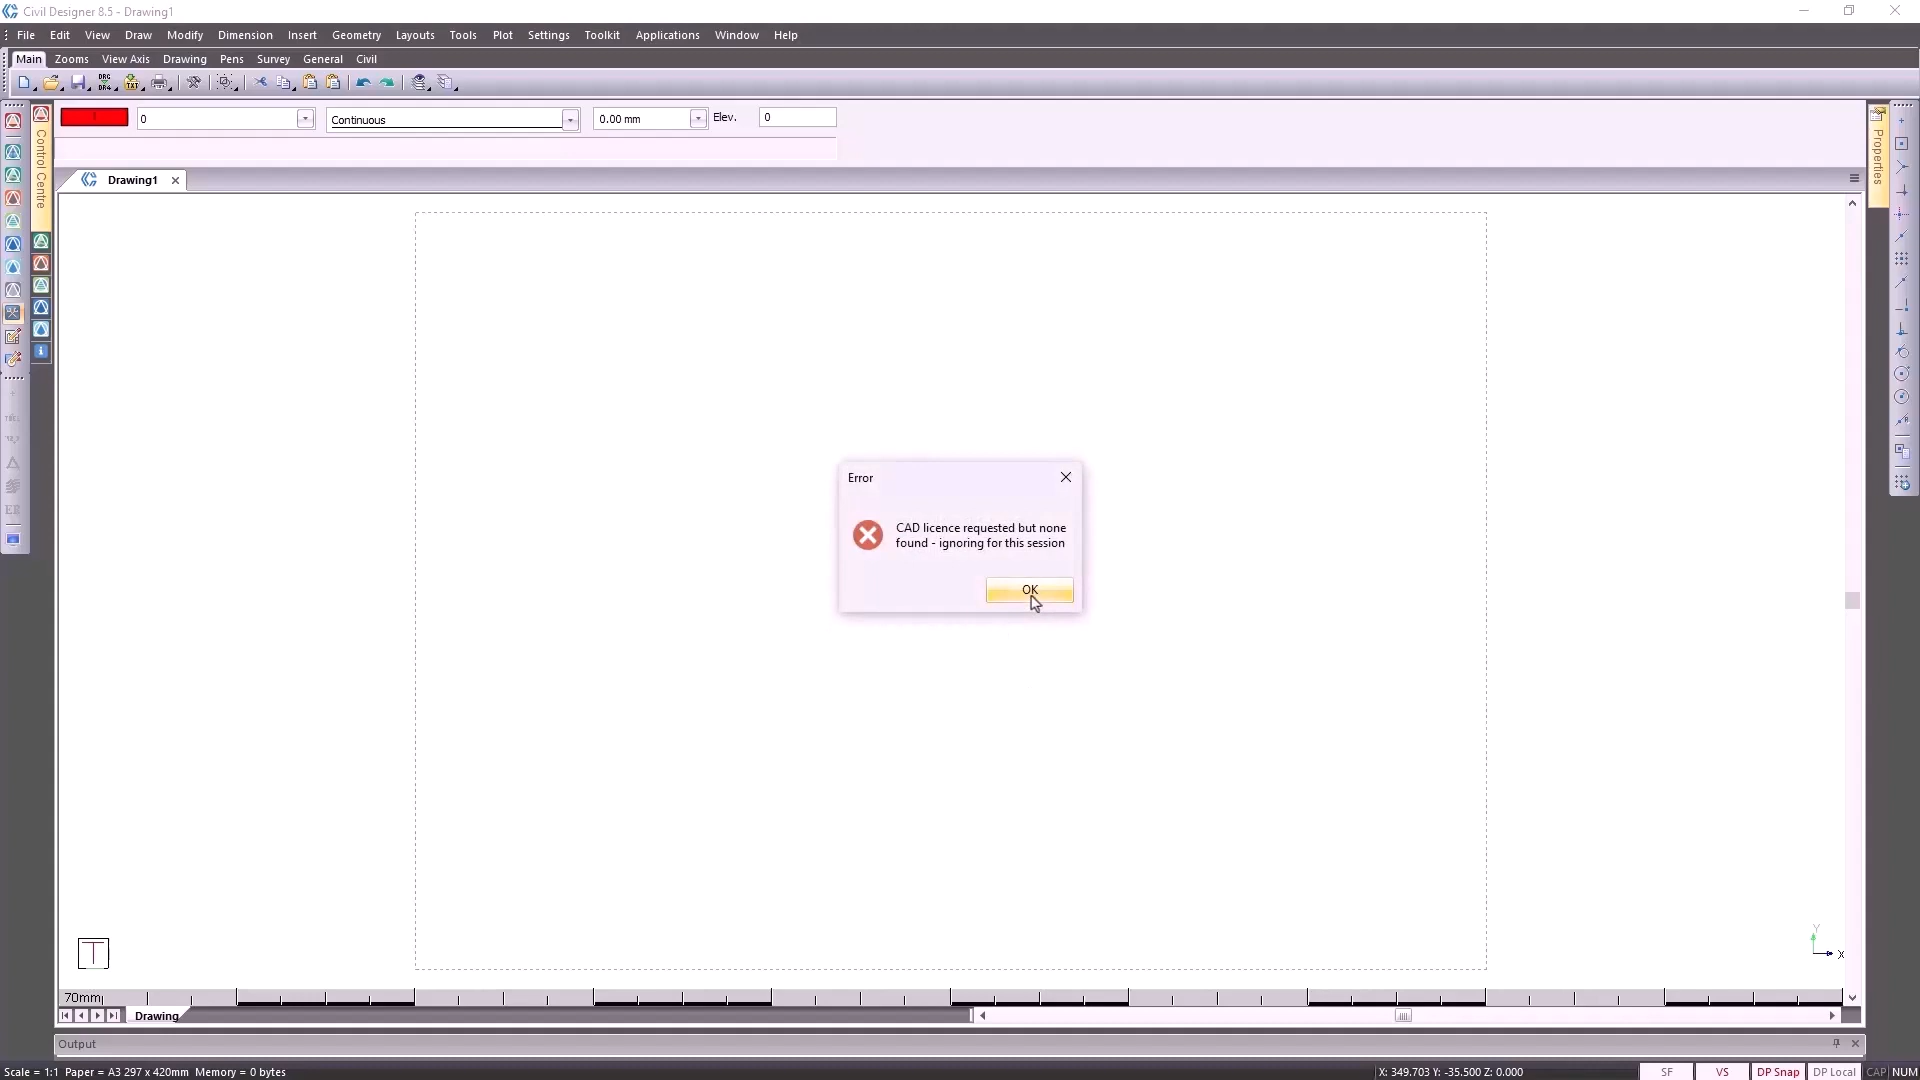 Civil Designer 8.5 - Drawing1
File Edit View Draw Modify Dimension Insert Geometry Layouts Tools Plot Settings Toolkit Applications Window Help
Main Zooms View Axis Drawing Pens Survey General Civil
0 Continuous 0.00 mm Elev. 0
Control Centre
Properties
Drawing1
Error
CAD licence requested but none
found - ignoring for this session
OK
ER
T
Y
X
70mm
Drawing
Output
Scale = 1:1 Paper = A3 297 x 420mm Memory = 0 bytes
X: 349.703 Y: -35.500 Z: 0.000 SF VS DP Snap DP Local CAP NUM